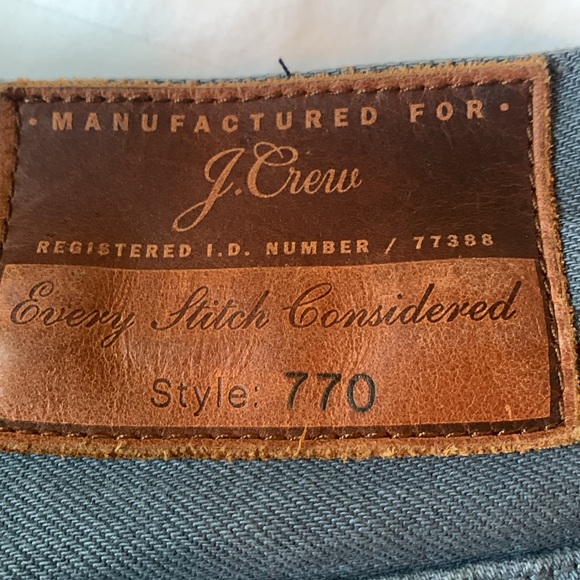 · MANUFACTURED FOR ·
J.Crew
REGISTERED I.D. NUMBER / 77388
Every Stitch Considered
Style: 770